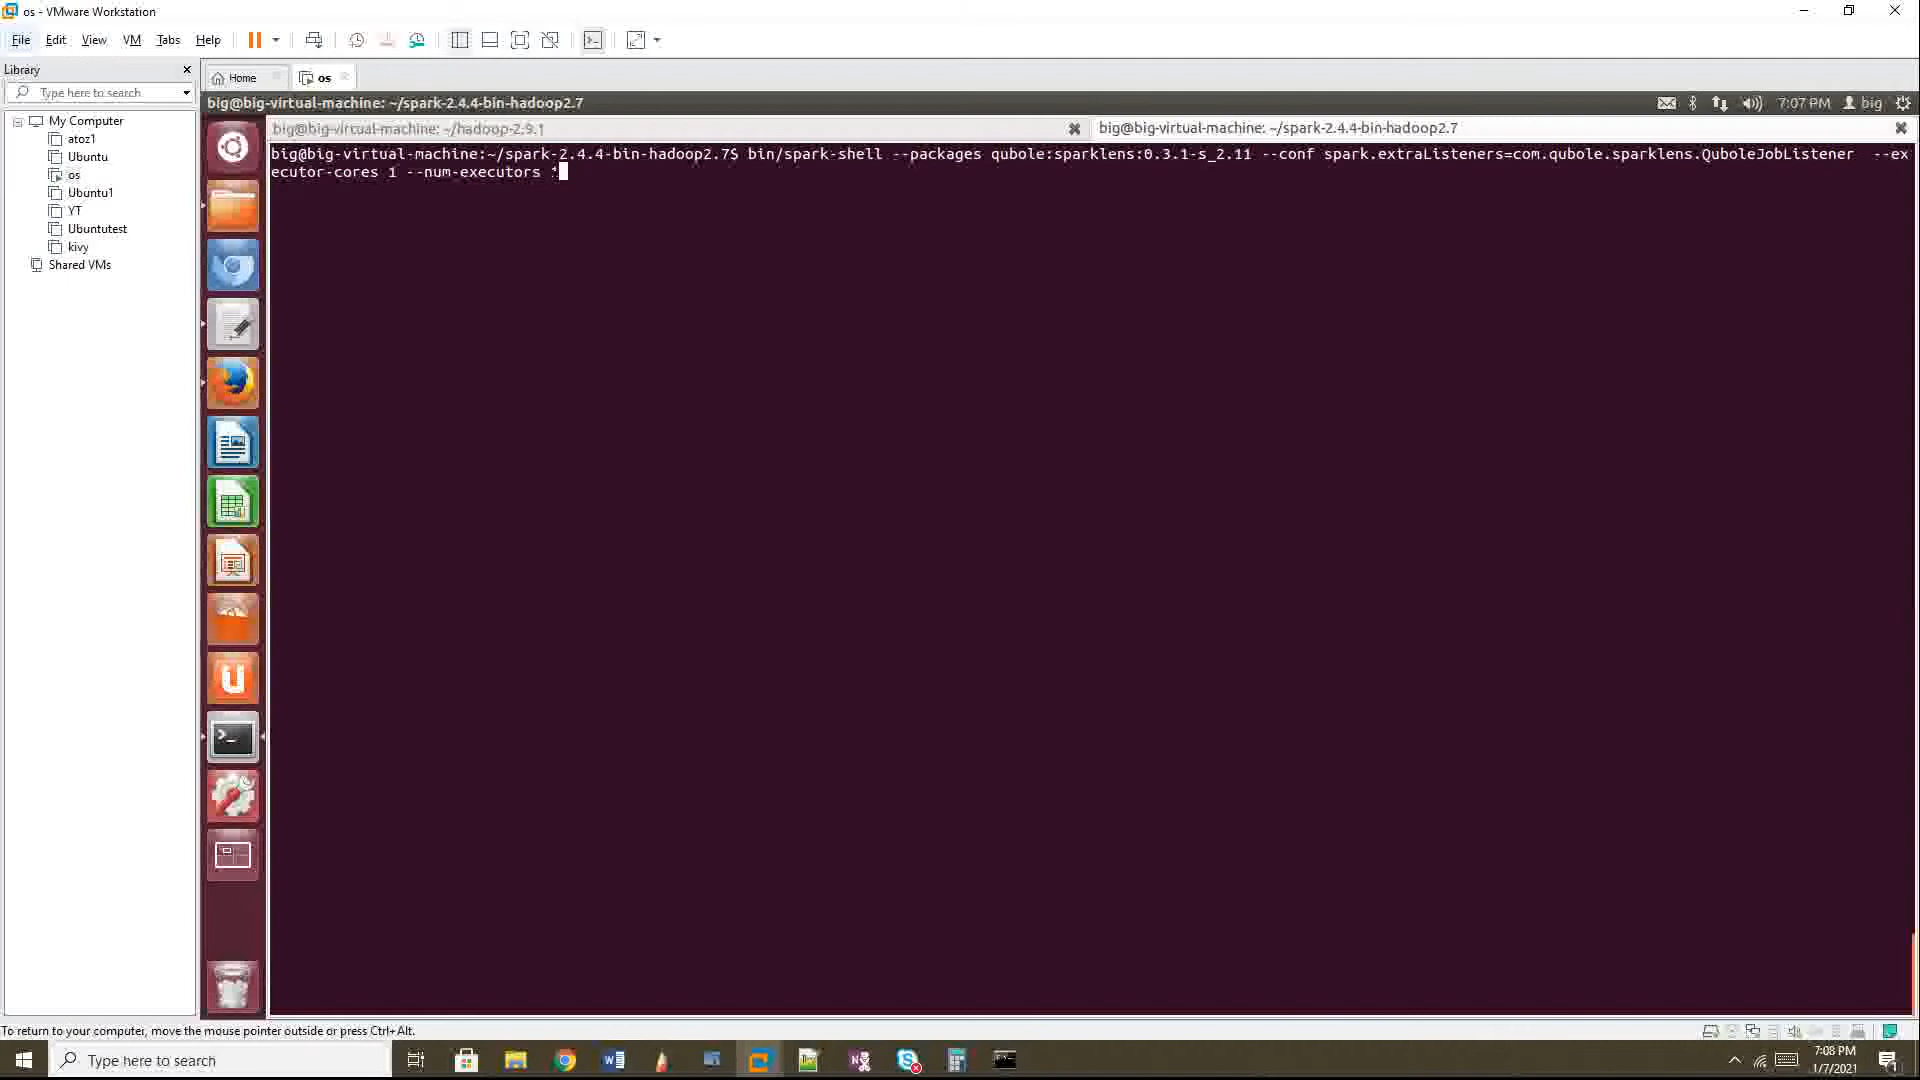 os - VMware Workstation
File Edit View VM Tabs Help
Library
Type here to search
My Computer
atoz1
Ubuntu
os
Ubuntu1
YT
Ubuntutest
kivy
Shared VMs
Home
os
big@big-virtual-machine: ~/spark-2.4.4-bin-hadoop2.7
7:07 PM big
big@big-virtual-machine: ~/hadoop-2.9.1
big@big-virtual-machine: ~/spark-2.4.4-bin-hadoop2.7
big@big-virtual-machine:~/spark-2.4.4-bin-hadoop2.7$ bin/spark-shell --packages qubole:sparklens:0.3.1-s_2.11 --conf spark.extraListeners=com.qubole.sparklens.QuboleJobListener --ex
ecutor-cores 1 --num-executors
To return to your computer, move the mouse pointer outside or press Ctrl+Alt.
Type here to search
7:08 PM
1/7/2021